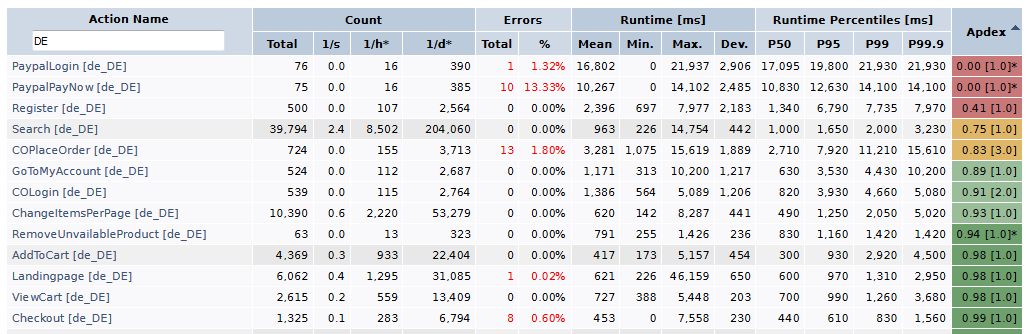 Action Name Count Errors Runtime [ms] Runtime Percentiles [ms] Apdex
DE
Total 1/s 1/h* 1/d* Total % Mean Min. Max. Dev. P50 P95 P99 P99.9
PaypalLogin [de_DE] 76 0.0 16 390 1 1.32% 16,802 0 21,937 2,906 17,095 19,800 21,930 21,930 0.00 [1.0]*
PaypalPayNow [de_DE] 75 0.0 16 385 10 13.33% 10,267 0 14,102 2,485 10,830 12,630 14,100 14,100 0.00 [1.0]*
Register [de_DE] 500 0.0 107 2,564 0 0.00% 2,396 697 7,977 2,183 1,340 6,790 7,735 7,970 0.41 [1.0]
Search [de_DE] 39,794 2.4 8,502 204,060 0 0.00% 963 226 14,754 442 1,000 1,650 2,000 3,230 0.75 [1.0]
COPlaceOrder [de_DE] 724 0.0 155 3,713 13 1.80% 3,281 1,075 15,619 1,889 2,710 7,920 11,210 15,610 0.83 [3.0]
GoToMyAccount [de_DE] 524 0.0 112 2,687 0 0.00% 1,171 313 10,200 1,217 630 3,530 4,430 10,200 0.89 [1.0]
COLogin [de_DE] 539 0.0 115 2,764 0 0.00% 1,386 564 5,089 1,206 820 3,930 4,660 5,080 0.91 [2.0]
ChangeItemsPerPage [de_DE] 10,390 0.6 2,220 53,279 0 0.00% 620 142 8,287 441 490 1,250 2,050 5,020 0.93 [1.0]
RemoveUnvailableProduct [de_DE] 63 0.0 13 323 0 0.00% 791 255 1,426 236 830 1,160 1,420 1,420 0.94 [1.0]*
AddToCart [de_DE] 4,369 0.3 933 22,404 0 0.00% 417 173 5,157 454 300 930 2,920 4,500 0.98 [1.0]
Landingpage [de_DE] 6,062 0.4 1,295 31,085 1 0.02% 621 226 46,159 650 600 970 1,310 2,950 0.98 [1.0]
ViewCart [de_DE] 2,615 0.2 559 13,409 0 0.00% 727 388 5,448 203 700 990 1,260 3,680 0.98 [1.0]
Checkout [de_DE] 1,325 0.1 283 6,794 8 0.60% 453 0 7,558 230 440 610 830 1,560 0.99 [1.0]